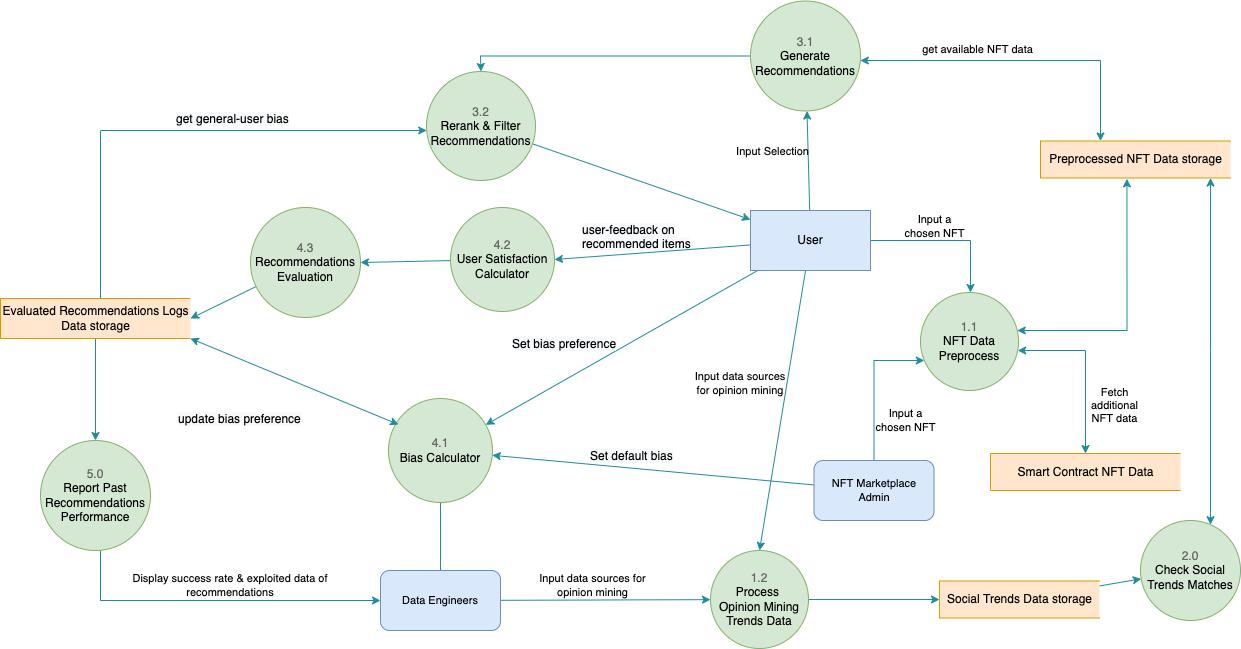 3.1
Generate
Recommendations
get available NFT data
3.2
Rerank & Filter
Recommendations
get general-user bias
Input Selection
Preprocessed NFT Data storage
User
Input a
chosen NFT
user-feedback on
recommended items
4.2
User Satisfaction
Calculator
4.3
Recommendations
Evaluation
Evaluated Recommendations Logs
Data storage
1.1
NFT Data
Preprocess
Set bias preference
Input data sources
for opinion mining
Fetch
additional
NFT data
Input a
chosen NFT
update bias preference
4.1
Bias Calculator
Set default bias
NFT Marketplace
Admin
Smart Contract NFT Data
5.0
Report Past
Recommendations
Performance
2.0
Check Social
Trends Matches
Display success rate & exploited data of
recommendations
Data Engineers
Input data sources for
opinion mining
1.2
Process
Opinion Mining
Trends Data
Social Trends Data storage